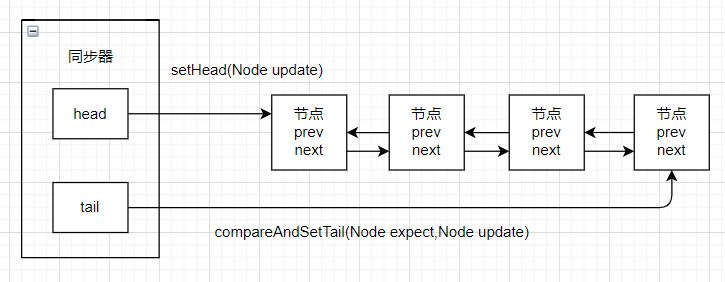 同步器
setHead(Node update)
head
节点
prev
next
节点
prev
next
节点
prev
next
节点
prev
next
tail
compareAndSetTail(Node expect,Node update)